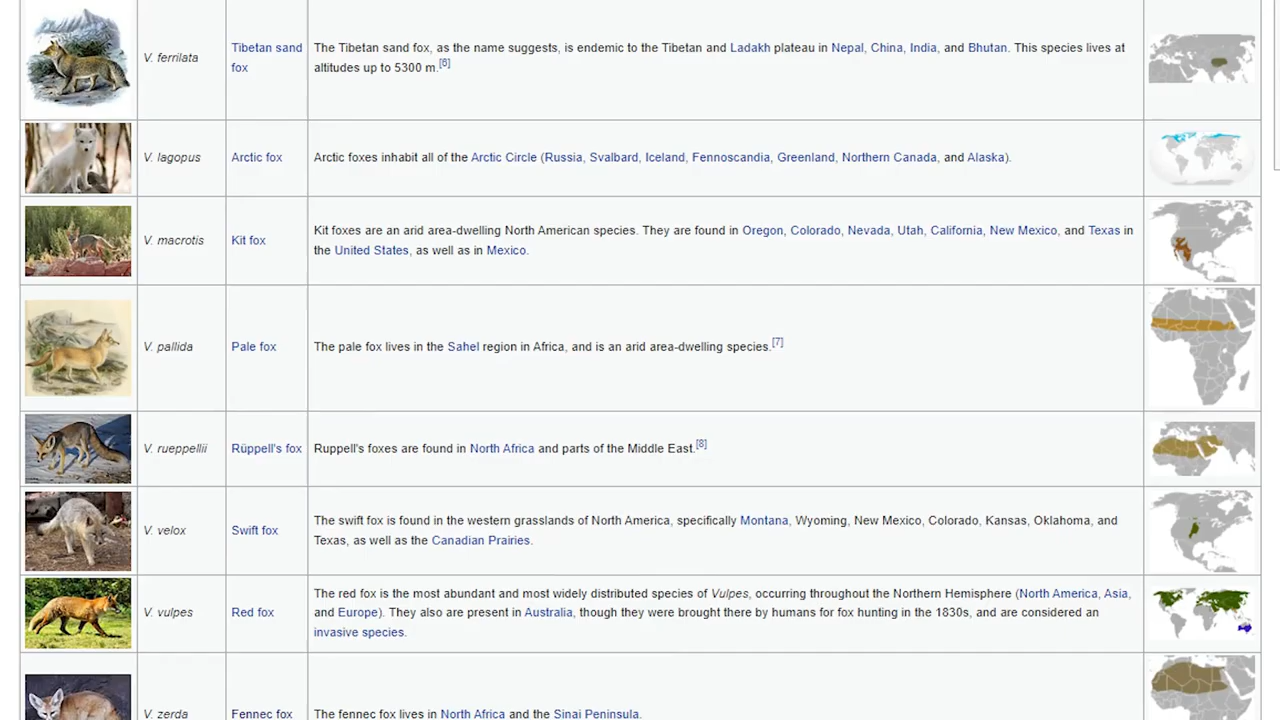 V. ferrilata
Tibetan sand
fox
The Tibetan sand fox, as the name suggests, is endemic to the Tibetan and Ladakh plateau in Nepal, China, India, and Bhutan. This species lives at
altitudes up to 5300 m.[6]
V. lagopus
Arctic fox
Arctic foxes inhabit all of the Arctic Circle (Russia, Svalbard, Iceland, Fennoscandia, Greenland, Northern Canada, and Alaska).
V. macrotis
Kit fox
Kit foxes are an arid area-dwelling North American species. They are found in Oregon, Colorado, Nevada, Utah, California, New Mexico, and Texas in
the United States, as well as in Mexico.
V. pallida
Pale fox
The pale fox lives in the Sahel region in Africa, and is an arid area-dwelling species.[7]
V. rueppellii
Rüppell's fox
Ruppell's foxes are found in North Africa and parts of the Middle East.[8]
V. velox
Swift fox
The swift fox is found in the western grasslands of North America, specifically Montana, Wyoming, New Mexico, Colorado, Kansas, Oklahoma, and
Texas, as well as the Canadian Prairies.
V. vulpes
Red fox
The red fox is the most abundant and most widely distributed species of Vulpes, occurring throughout the Northern Hemisphere (North America, Asia,
and Europe). They also are present in Australia, though they were brought there by humans for fox hunting in the 1830s, and are considered an
invasive species.
V. zerda
Fennec fox
The fennec fox lives in North Africa and the Sinai Peninsula.